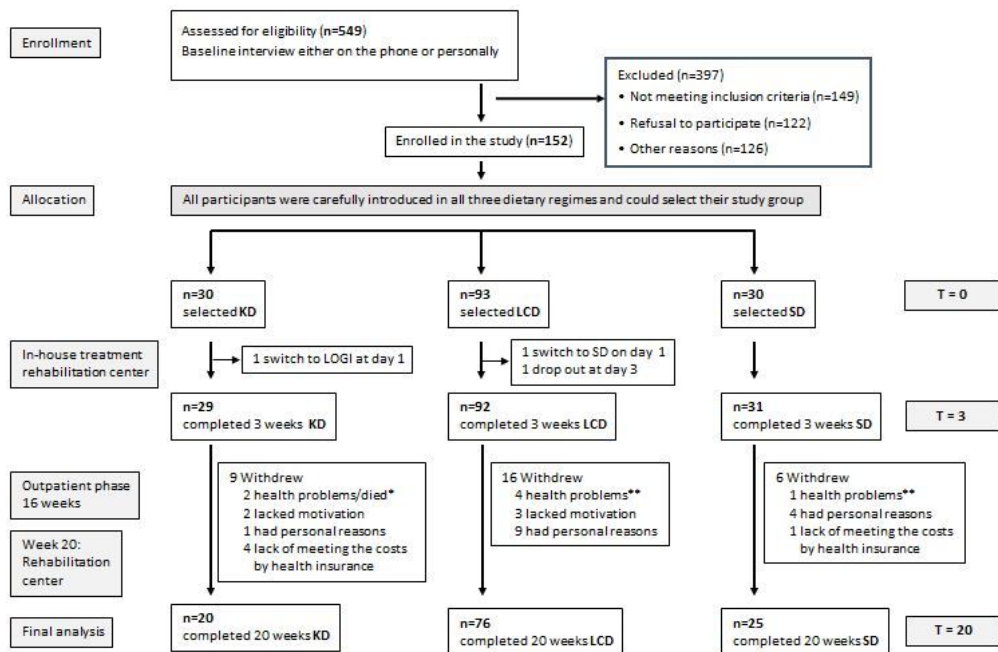 Enrollment
Assessed for eligibility (n=549)
Baseline interview either on the phone or personally
Excluded (n=397)
• Not meeting inclusion criteria (n=149)
• Refusal to participate (n=122)
• Other reasons (n=126)
Enrolled in the study (n=152)
Allocation
All participants were carefully introduced in all three dietary regimes and could select their study group
n=30
selected KD
n=93
selected LCD
n=30
selected SD
T = 0
In-house treatment
rehabilitation center
1 switch to LOGI at day 1
1 switch to SD on day 1
1 drop out at day 3
n=29
completed 3 weeks KD
n=92
completed 3 weeks LCD
n=31
completed 3 weeks SD
T = 3
Outpatient phase
16 weeks
Week 20:
Rehabilitation
center
9 Withdrew
2 health problems/died*
2 lacked motivation
1 had personal reasons
4 lack of meeting the costs
by health insurance
16 Withdrew
4 health problems**
3 lacked motivation
9 had personal reasons
6 Withdrew
1 health problems**
4 had personal reasons
1 lack of meeting the costs
by health insurance
Final analysis
n=20
completed 20 weeks KD
n=76
completed 20 weeks LCD
n=25
completed 20 weeks SD
T = 20